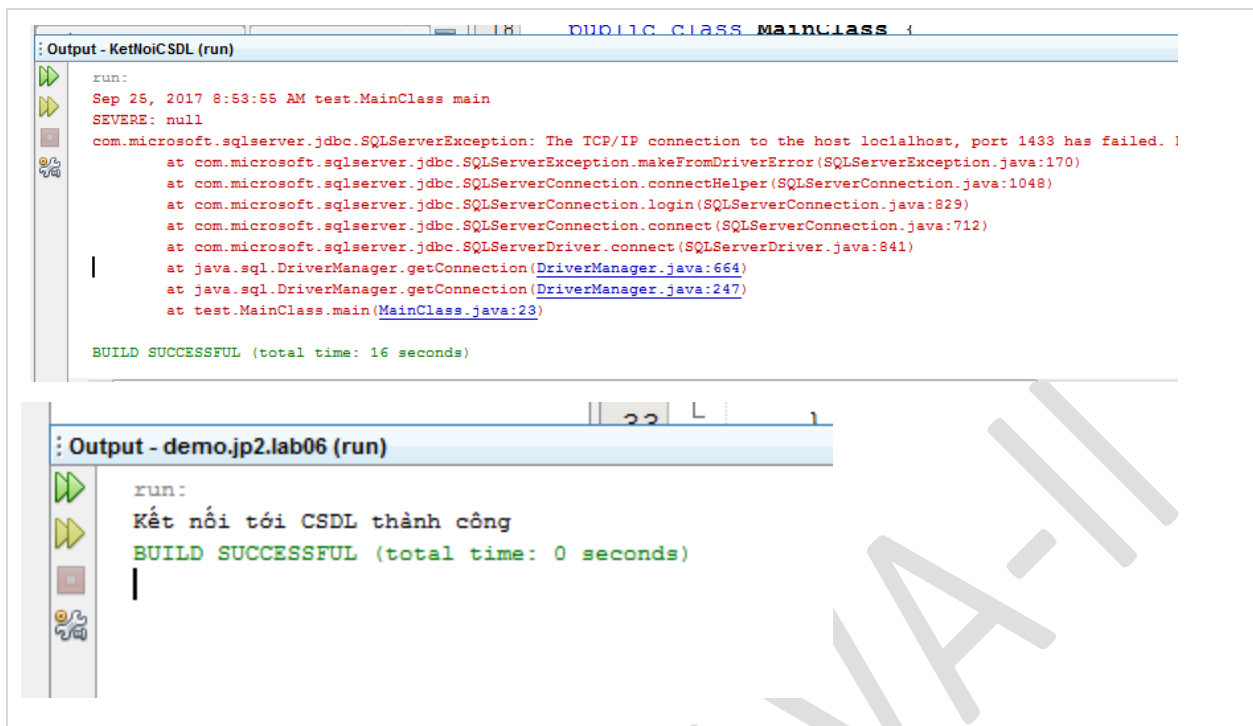 18 public class MainClass {
Output - KetNoiCSDL (run)
run:
Sep 25, 2017 8:53:55 AM test.MainClass main
SEVERE: null
com.microsoft.sqlserver.jdbc.SQLServerException: The TCP/IP connection to the host loc1alhost, port 1433 has failed.
at com.microsoft.sqlserver.jdbc.SQLServerException.makeFromDriverError(SQLServerException.java:170)
at com.microsoft.sqlserver.jdbc.SQLServerConnection.connectHelper(SQLServerConnection.java:1048)
at com.microsoft.sqlserver.jdbc.SQLServerConnection.login(SQLServerConnection.java:829)
at com.microsoft.sqlserver.jdbc.SQLServerConnection.connect(SQLServerConnection.java:712)
at com.microsoft.sqlserver.jdbc.SQLServerDriver.connect(SQLServerDriver.java:841)
at java.sql.DriverManager.getConnection(DriverManager.java:664)
at java.sql.DriverManager.getConnection(DriverManager.java:247)
at test.MainClass.main(MainClass.java:23)
BUILD SUCCESSFUL (total time: 16 seconds)
33 }
Output - demo.jp2.lab06 (run)
run:
Kết nối tới CSDL thành công
BUILD SUCCESSFUL (total time: 0 seconds)
VA-II